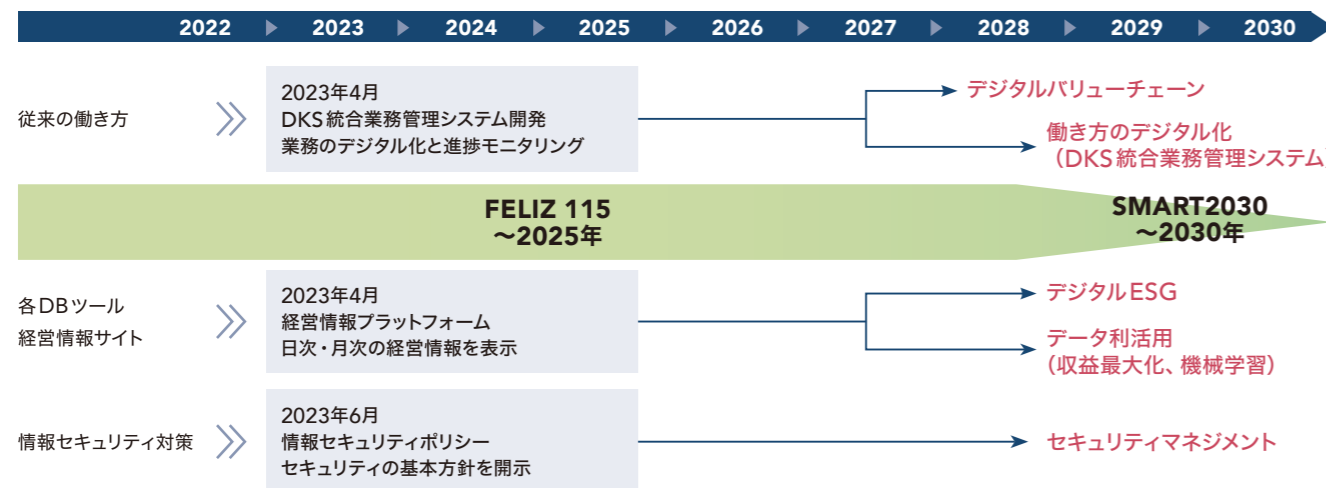 2022 2023 2024 2025 2026 2027 2028 2029 2030
従来の働き方
2023年4月
DKS統合業務管理システム開発
業務のデジタル化と進捗モニタリング
デジタルバリューチェーン
働き方のデジタル化
(DKS統合業務管理システム)
FELIZ 115
〜2025年
SMART2030
〜2030年
各DBツール
経営情報サイト
2023年4月
経営情報プラットフォーム
日次・月次の経営情報を表示
デジタルESG
データ利活用
(収益最大化、機械学習)
情報セキュリティ対策
2023年6月
情報セキュリティポリシー
セキュリティの基本方針を開示
セキュリティマネジメント